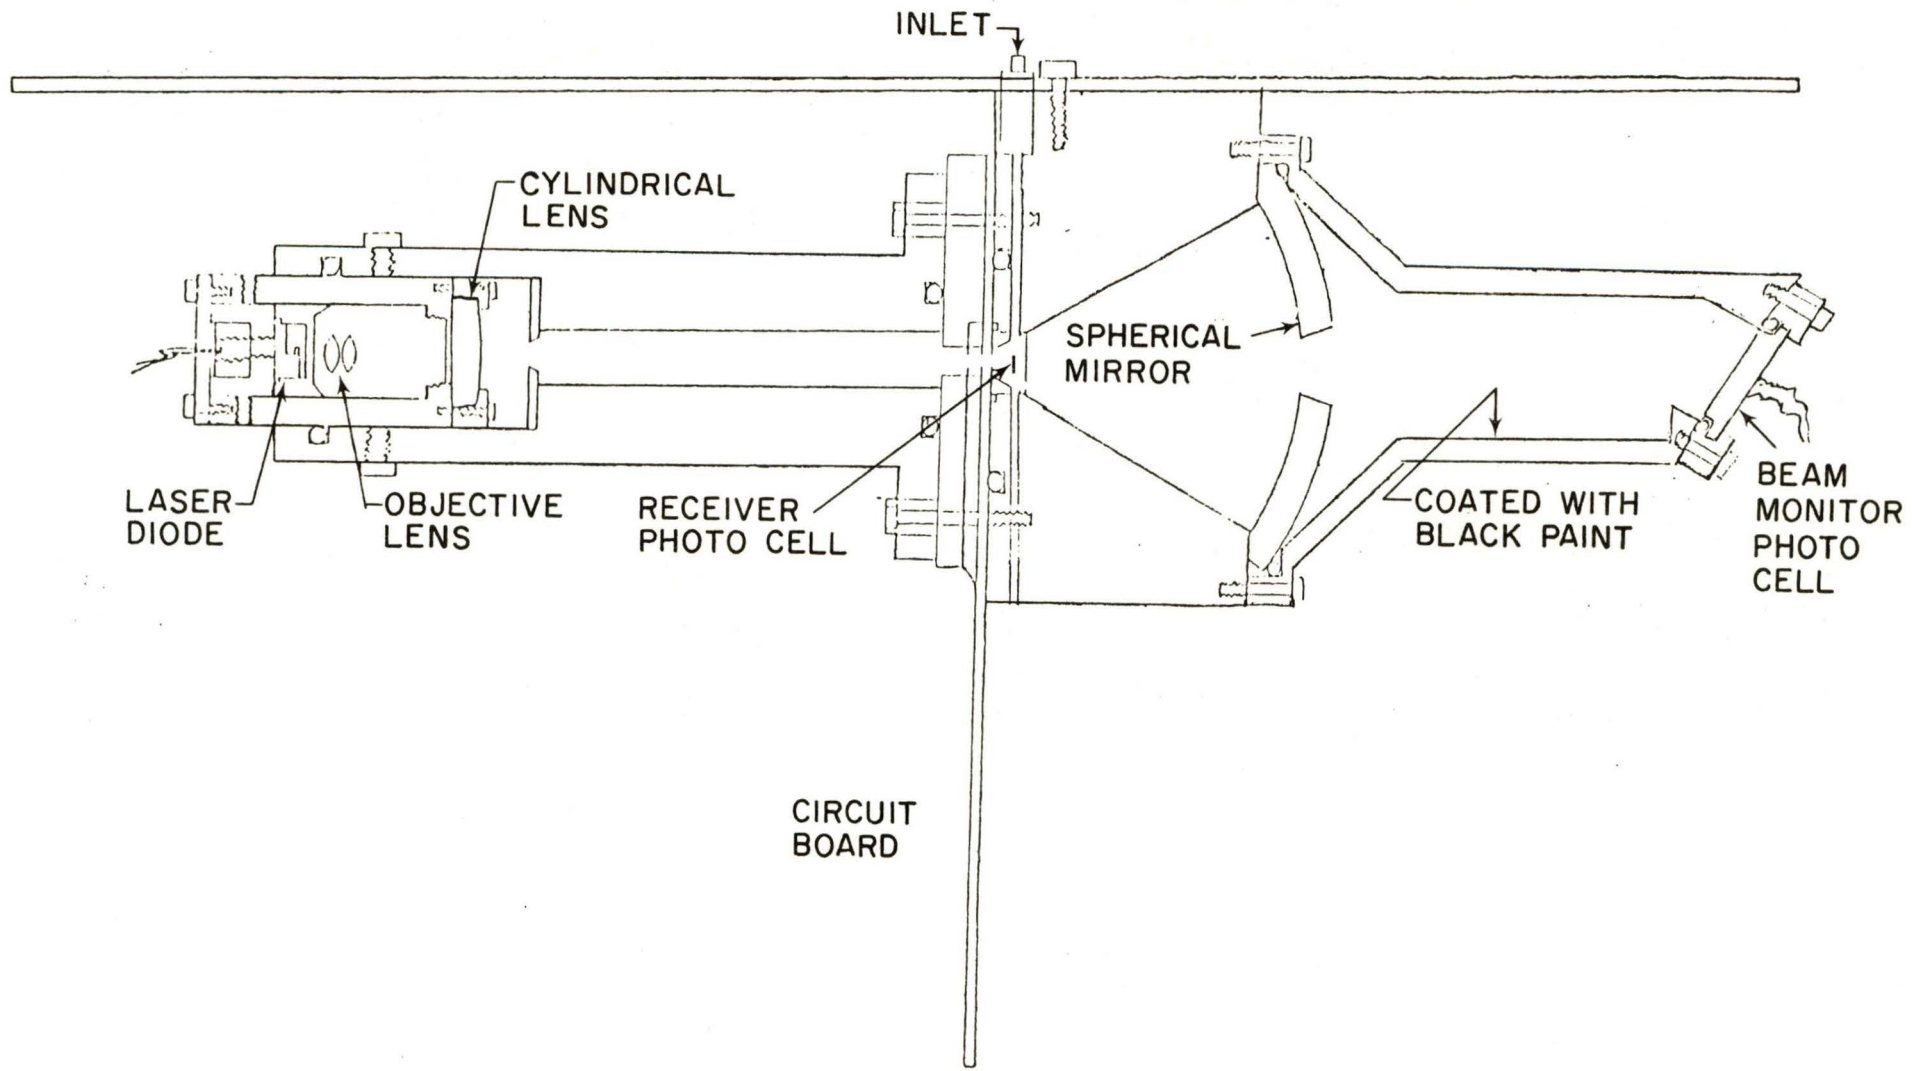 INLET
CYLINDRICAL
LENS
SPHERICAL
MIRROR
LASER
DIODE
OBJECTIVE
LENS
RECEIVER
PHOTO CELL
COATED WITH
BLACK PAINT
BEAM
MONITOR
PHOTO
CELL
CIRCUIT
BOARD